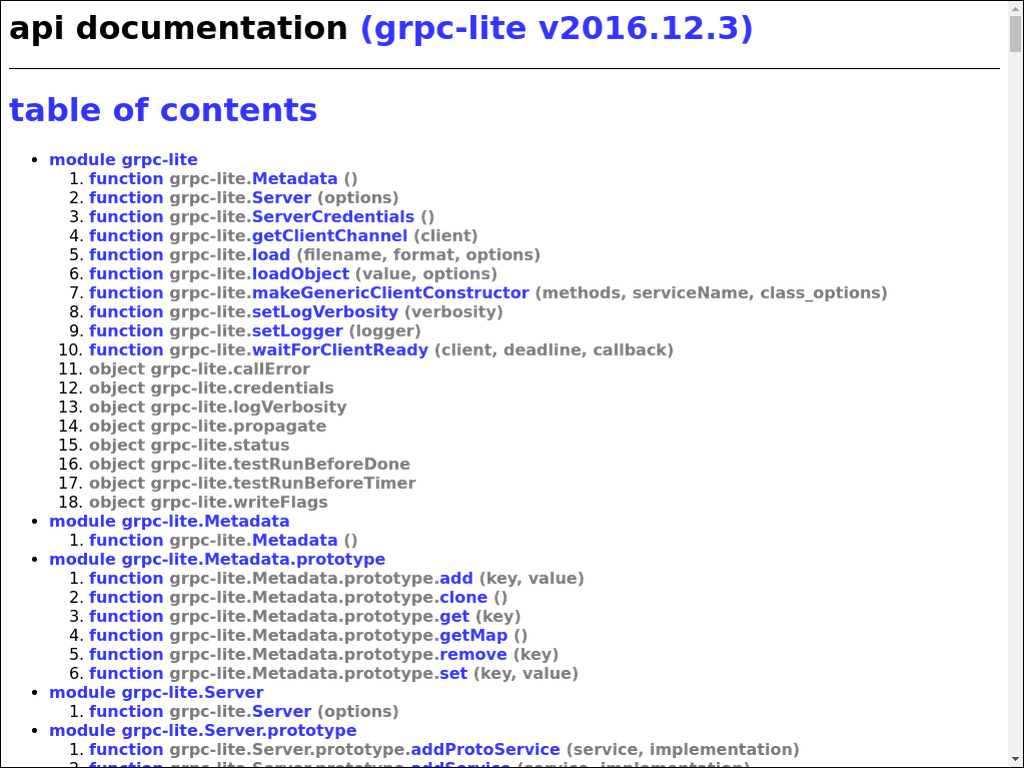 api documentation (grpc-lite v2016.12.3)
table of contents
• module grpc-lite
1. function grpc-lite.Metadata ()
2. function grpc-lite.Server (options)
3. function grpc-lite.ServerCredentials ()
4. function grpc-lite.getClientChannel (client)
5. function grpc-lite.load (filename, format, options)
6. function grpc-lite.loadObject (value, options)
7. function grpc-lite.makeGenericClientConstructor (methods, serviceName, class_options)
8. function grpc-lite.setLogVerbosity (verbosity)
9. function grpc-lite.setLogger (logger)
10. function grpc-lite.waitForClientReady (client, deadline, callback)
11. object grpc-lite.callError
12. object grpc-lite.credentials
13. object grpc-lite.logVerbosity
14. object grpc-lite.propagate
15. object grpc-lite.status
16. object grpc-lite.testRunBeforeDone
17. object grpc-lite.testRunBeforeTimer
18. object grpc-lite.writeFlags
• module grpc-lite.Metadata
1. function grpc-lite.Metadata ()
• module grpc-lite.Metadata.prototype
1. function grpc-lite.Metadata.prototype.add (key, value)
2. function grpc-lite.Metadata.prototype.clone ()
3. function grpc-lite.Metadata.prototype.get (key)
4. function grpc-lite.Metadata.prototype.getMap ()
5. function grpc-lite.Metadata.prototype.remove (key)
6. function grpc-lite.Metadata.prototype.set (key, value)
• module grpc-lite.Server
1. function grpc-lite.Server (options)
• module grpc-lite.Server.prototype
1. function grpc-lite.Server.prototype.addProtoService (service, implementation)
2. function grpc-lite.Server.prototype.addService (service, implementation)